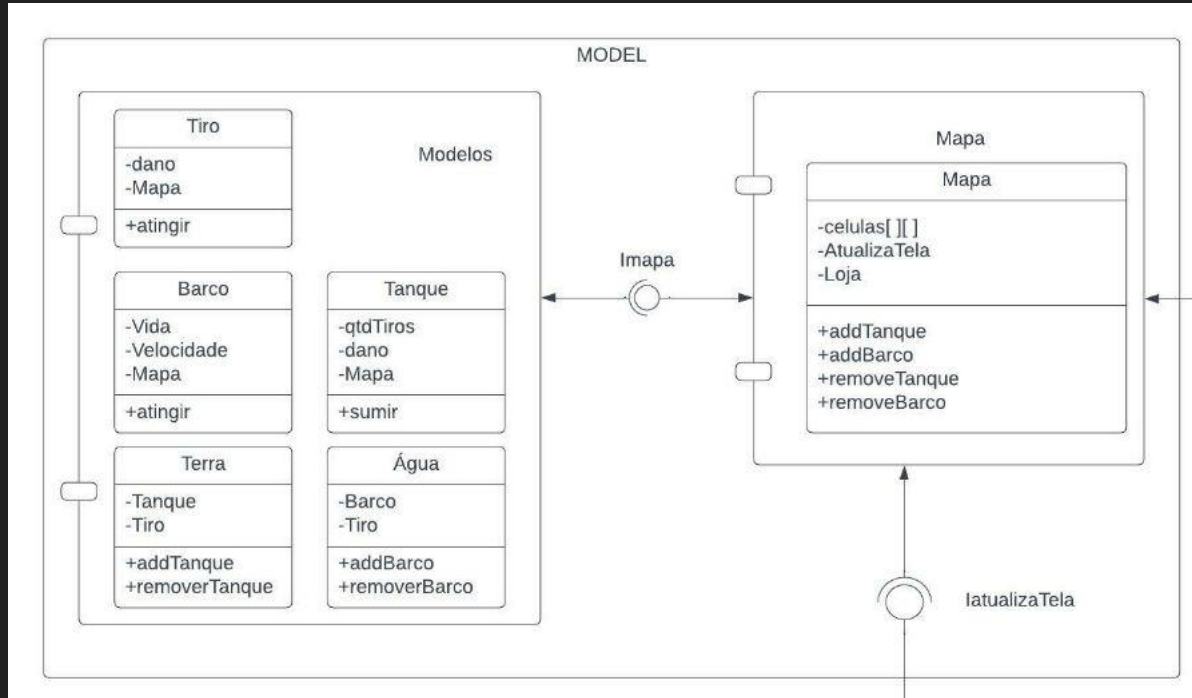 MODEL
Modelos
Tiro
-dano
-Mapa
+atingir
Barco
-Vida
-Velocidade
-Mapa
+atingir
Tanque
-qtdTiros
-dano
-Mapa
+sumir
Terra
-Tanque
-Tiro
+addTanque
+removerTanque
Água
-Barco
-Tiro
+addBarco
+removerBarco
Imapa
Mapa
Mapa
-celulas[ ][ ]
-AtualizaTela
-Loja
+addTanque
+addBarco
+removeTanque
+removeBarco
IatualizaTela